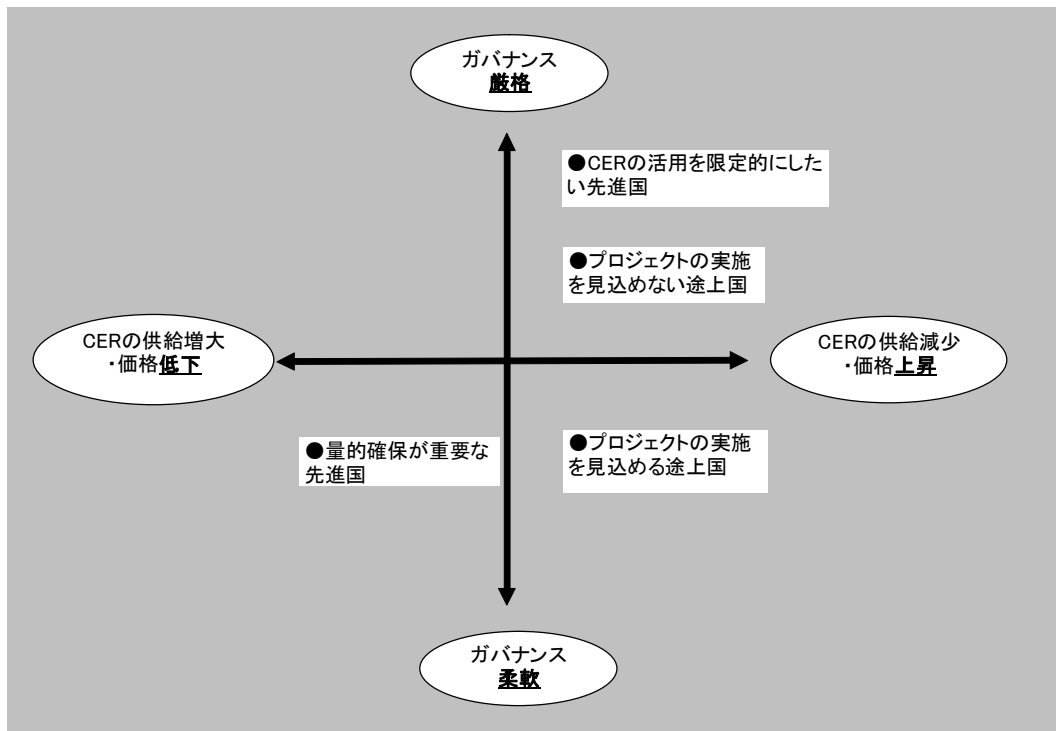 ガバナンス
厳格
●CERの活用を限定的にした
い先進国
●プロジェクトの実施
を見込めない途上国
CERの供給増大
・価格低下
CERの供給減少
・価格上昇
●量的確保が重要な
先進国
●プロジェクトの実施
を見込める途上国
ガバナンス
柔軟